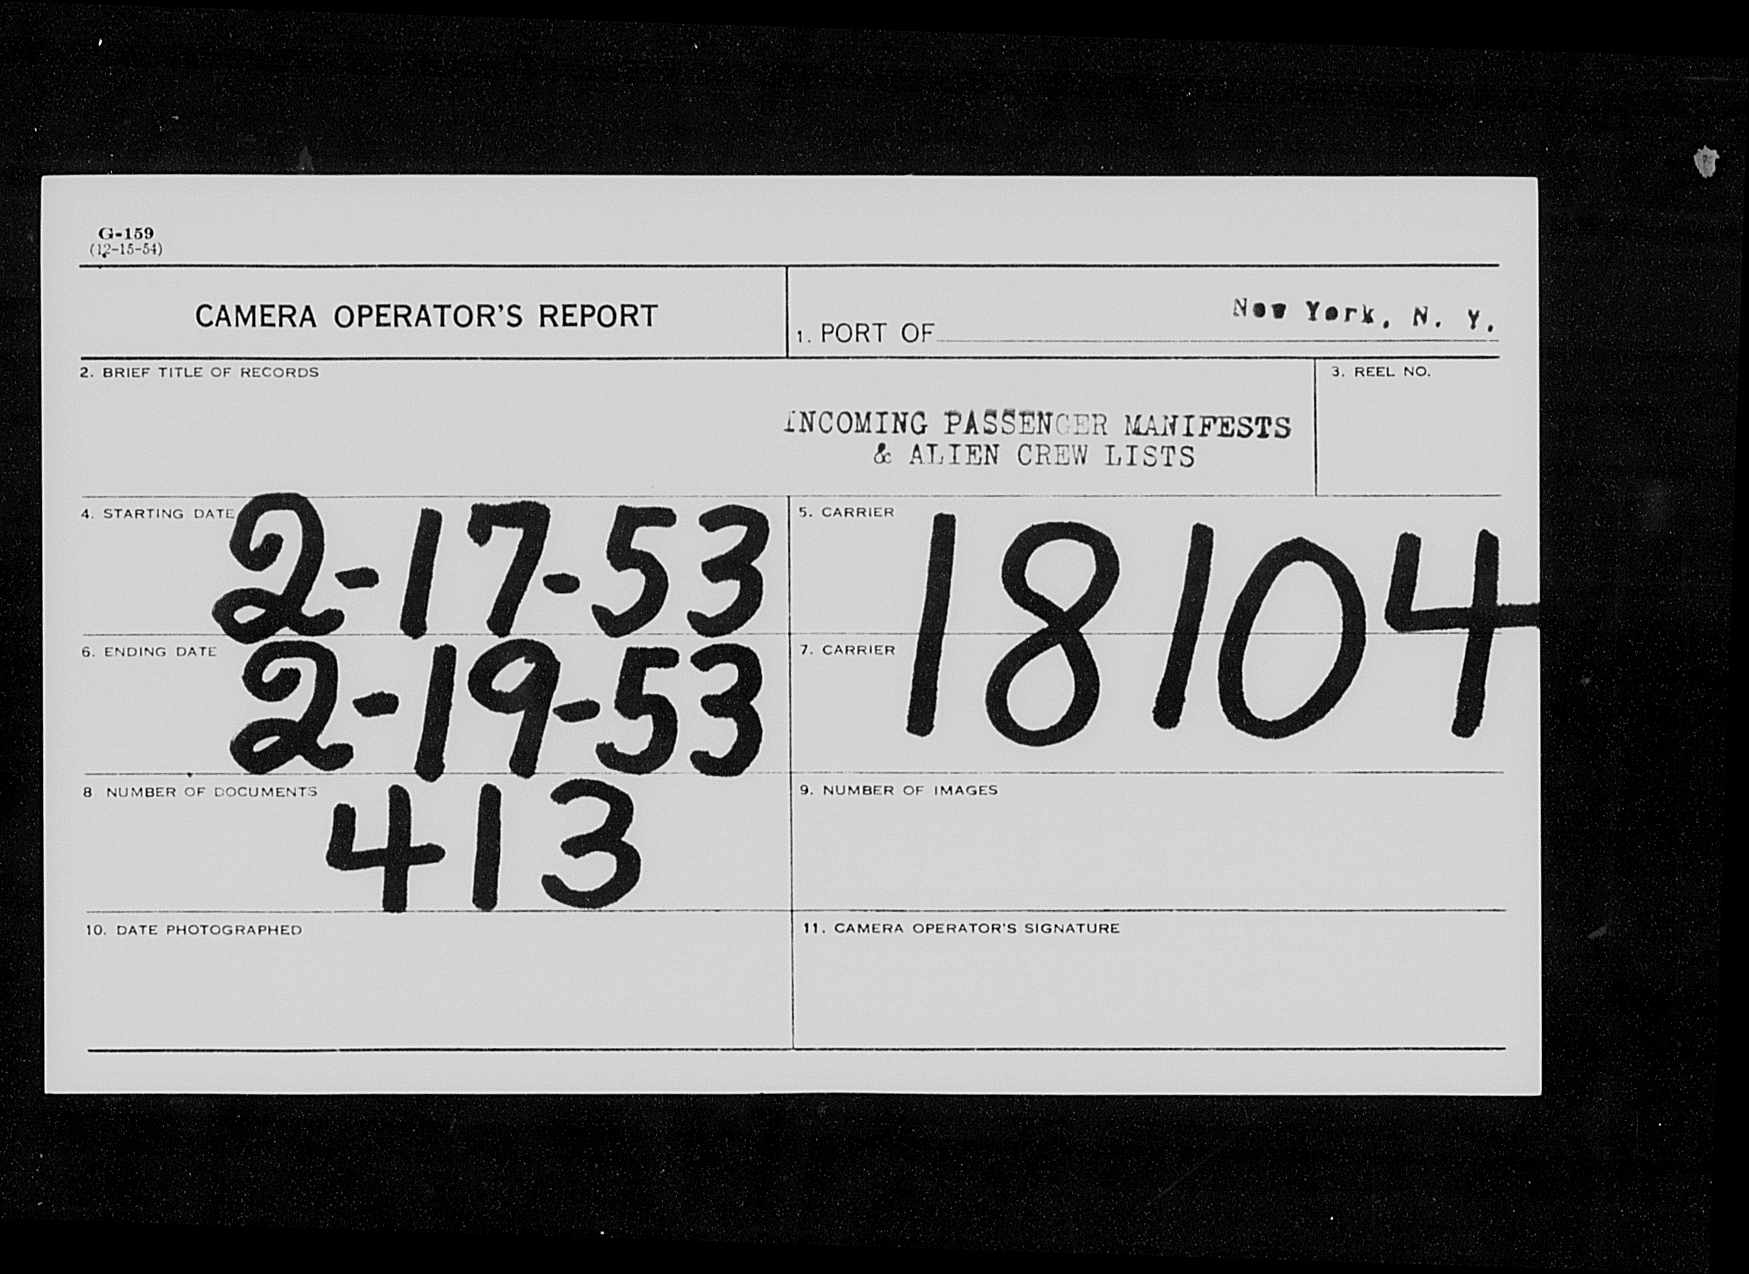 G-159
(12-15-54)
CAMERA OPERATOR'S REPORT
1. PORT OF New York, N. Y.
2. BRIEF TITLE OF RECORDS
INCOMING PASSENGER MANIFESTS
& ALIEN CREW LISTS
3. REEL NO.
4. STARTING DATE 2-17-53
5. CARRIER 18104
6. ENDING DATE 2-19-53
7. CARRIER
8 NUMBER OF DOCUMENTS 413
9. NUMBER OF IMAGES
10. DATE PHOTOGRAPHED
11. CAMERA OPERATOR'S SIGNATURE